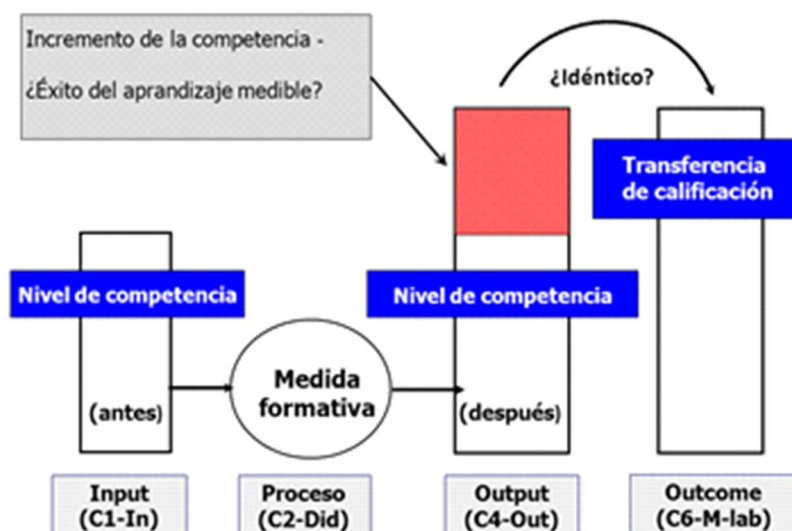 Incremento de la competencia -
¿Éxito del aprendizaje medible?
¿Idéntico?
Transferencia
de calificación
Nivel de competencia
Nivel de competencia
Medida
formativa
(antes)
(después)
Input
(C1-In)
Proceso
(C2-Did)
Output
(C4-Out)
Outcome
(C6-M-lab)